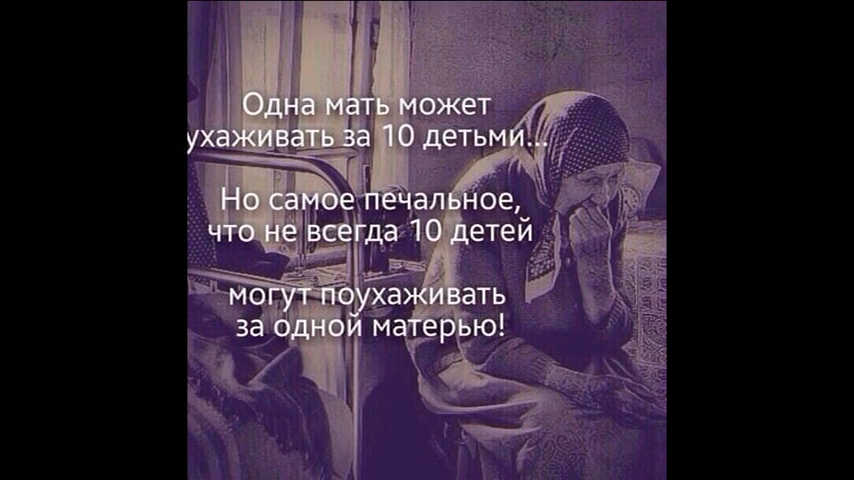 Одна мать может
ухаживать за 10 детьми...
Но самое печальное,
что не всегда 10 детей
могут поухаживать
за одной матерью!